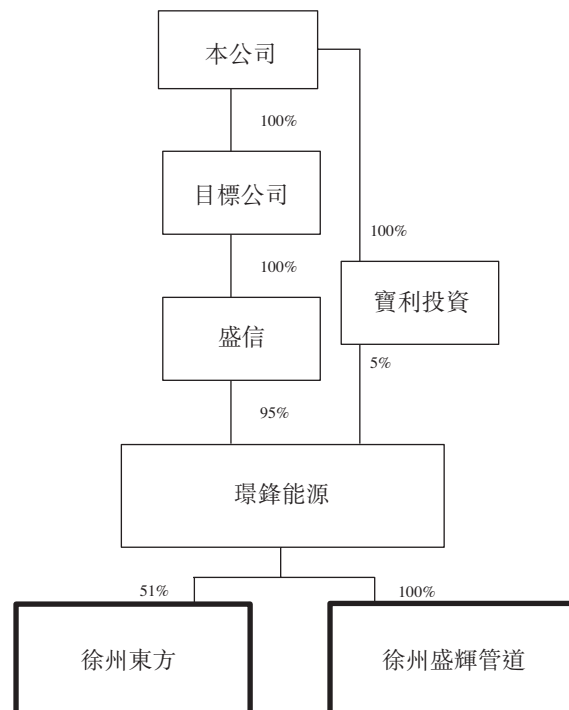 本公司
100%
目標公司
100%
100%
寶利投資
盛信
5%
95%
璟鋒能源
51%
100%
徐州東方
徐州盛輝管道